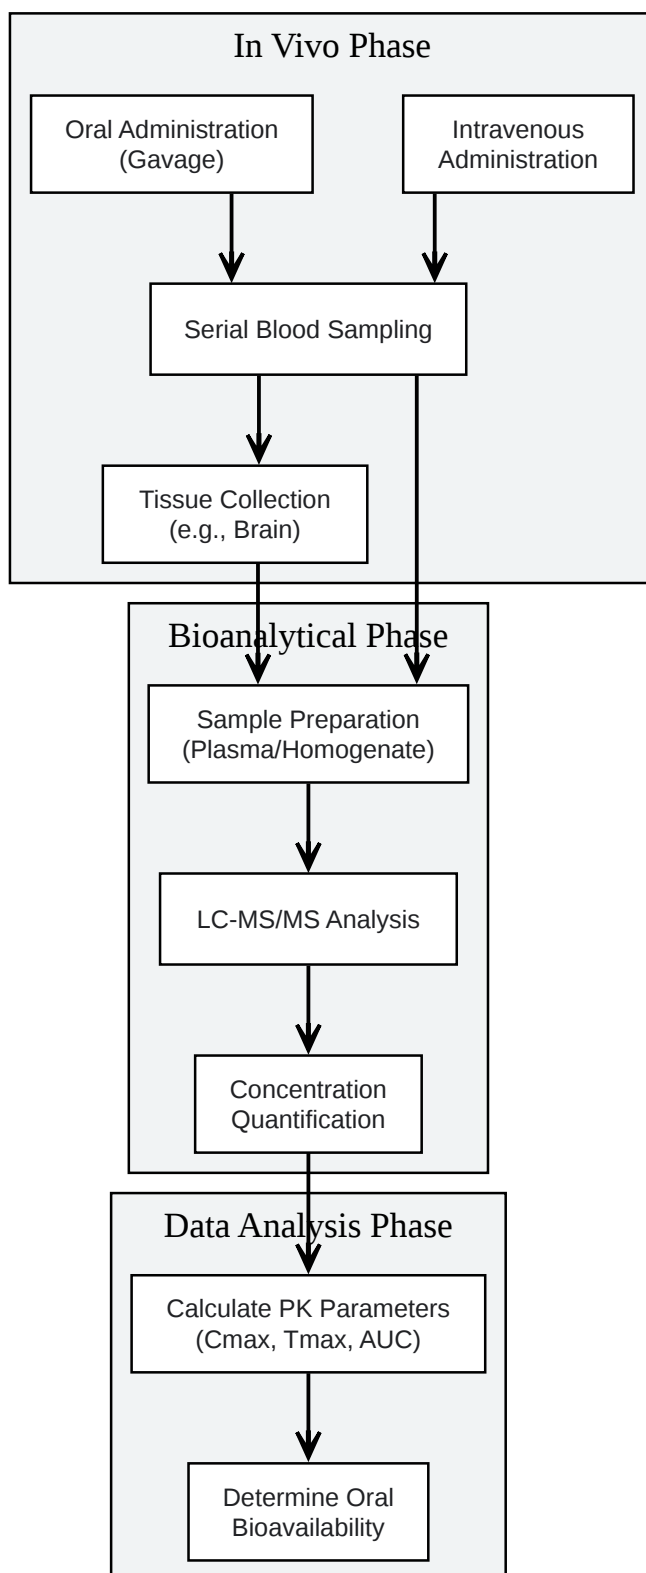 In Vivo Phase
Oral Administration
(Gavage)
Intravenous
Administration
Serial Blood Sampling
Tissue Collection
(e.g., Brain)
Bioanalytical Phase
Sample Preparation
(Plasma/Homogenate)
LC-MS/MS Analysis
Concentration
Quantification
Data Analysis Phase
Calculate PK Parameters
(Cmax, Tmax, AUC)
Determine Oral
Bioavailability